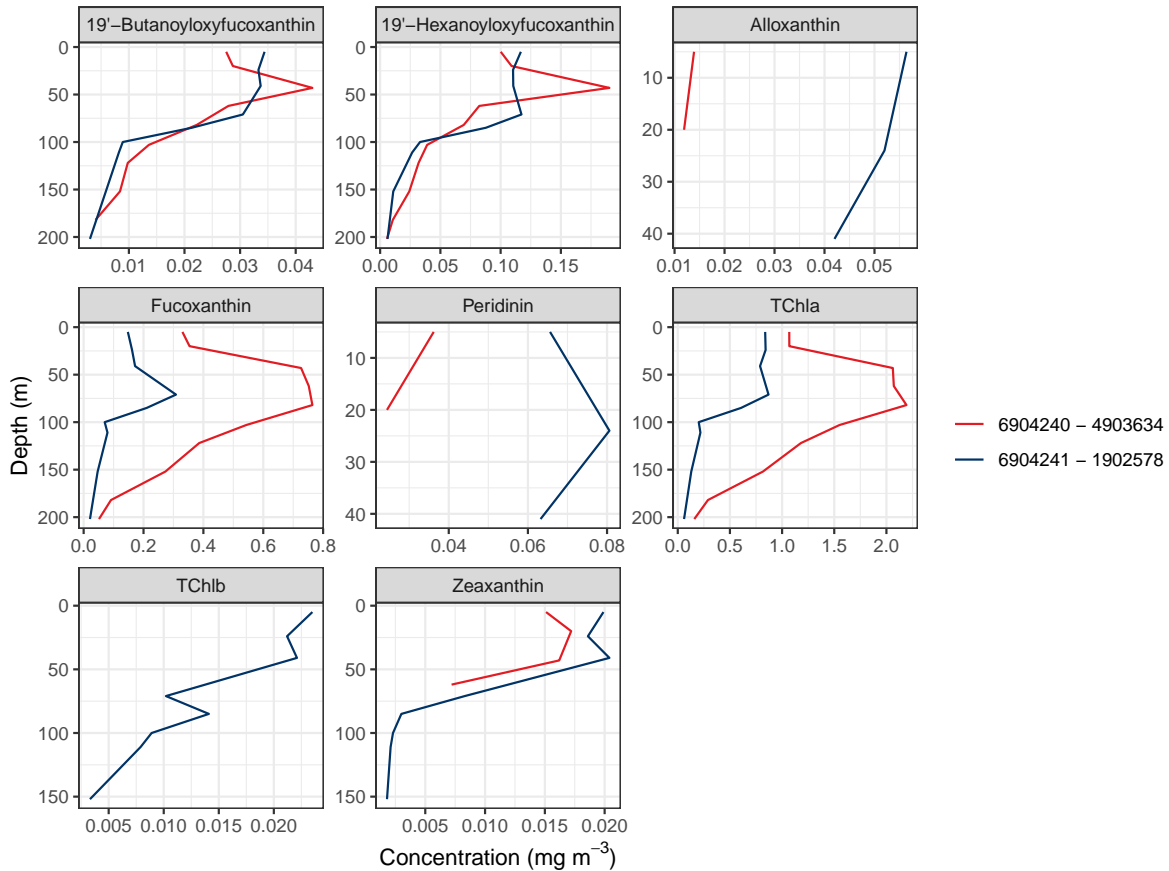 19′−Butanoyloxyfucoxanthin 19′−Hexanoyloxyfucoxanthin Alloxanthin
0 50 100 150 200
0.01 0.02 0.03 0.04
0 50 100 150 200
0.00 0.05 0.10 0.15
10 20 30 40
0.01 0.02 0.03 0.04 0.05
Fucoxanthin Peridinin TChla
0 50 100 150 200
0.0 0.2 0.4 0.6 0.8
10 20 30 40
0.04 0.06 0.08
0 50 100 150 200
0.0 0.5 1.0 1.5 2.0
TChlb Zeaxanthin
0 50 100 150
0.005 0.010 0.015 0.020
0 50 100 150
0.005 0.010 0.015 0.020
Depth (m)
Concentration (mg m⁻³)
6904240 − 4903634
6904241 − 1902578